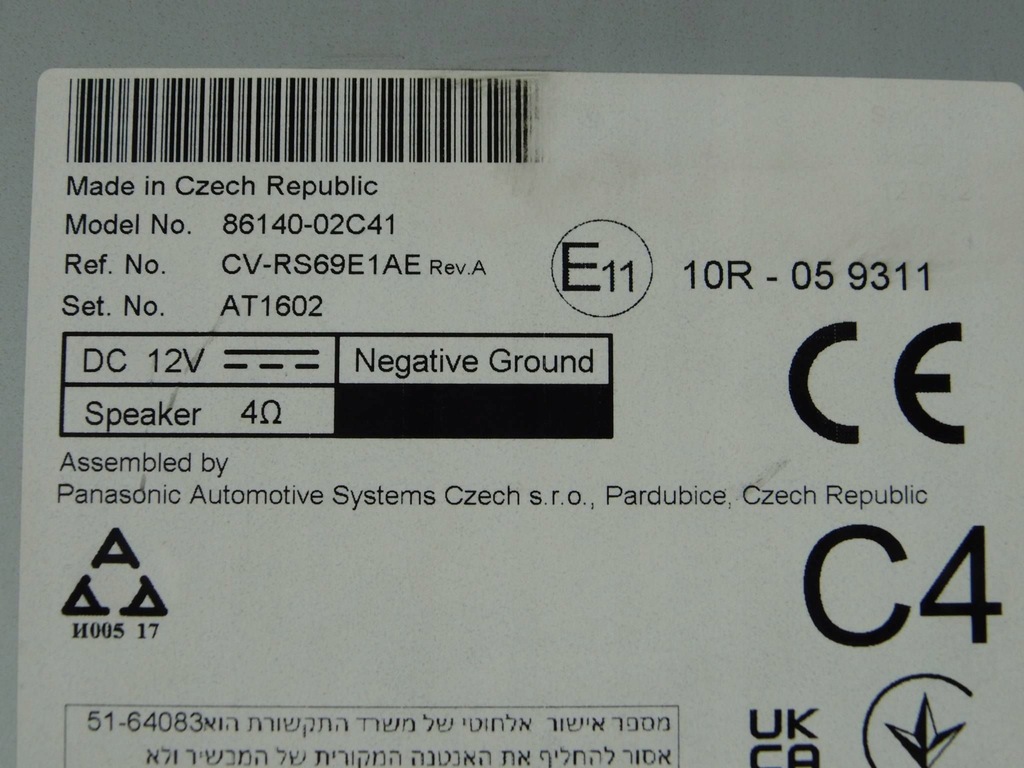 Made in Czech Republic
Model No. 86140-02C41
Ref. No. CV-RS69E1AE Rev.A
Set. No. AT1602
E11 10R - 05 9311
DC 12V Negative Ground
Speaker 4Ω
CE
Assembled by
Panasonic Automotive Systems Czech s.r.o., Pardubice, Czech Republic
C4
И005 17
מספר אישור אלחוטי של משרד התקשורת הוא 51-64083
אסור להחליף את האנטנה המקורית של המכשיר ולא
UK
CA